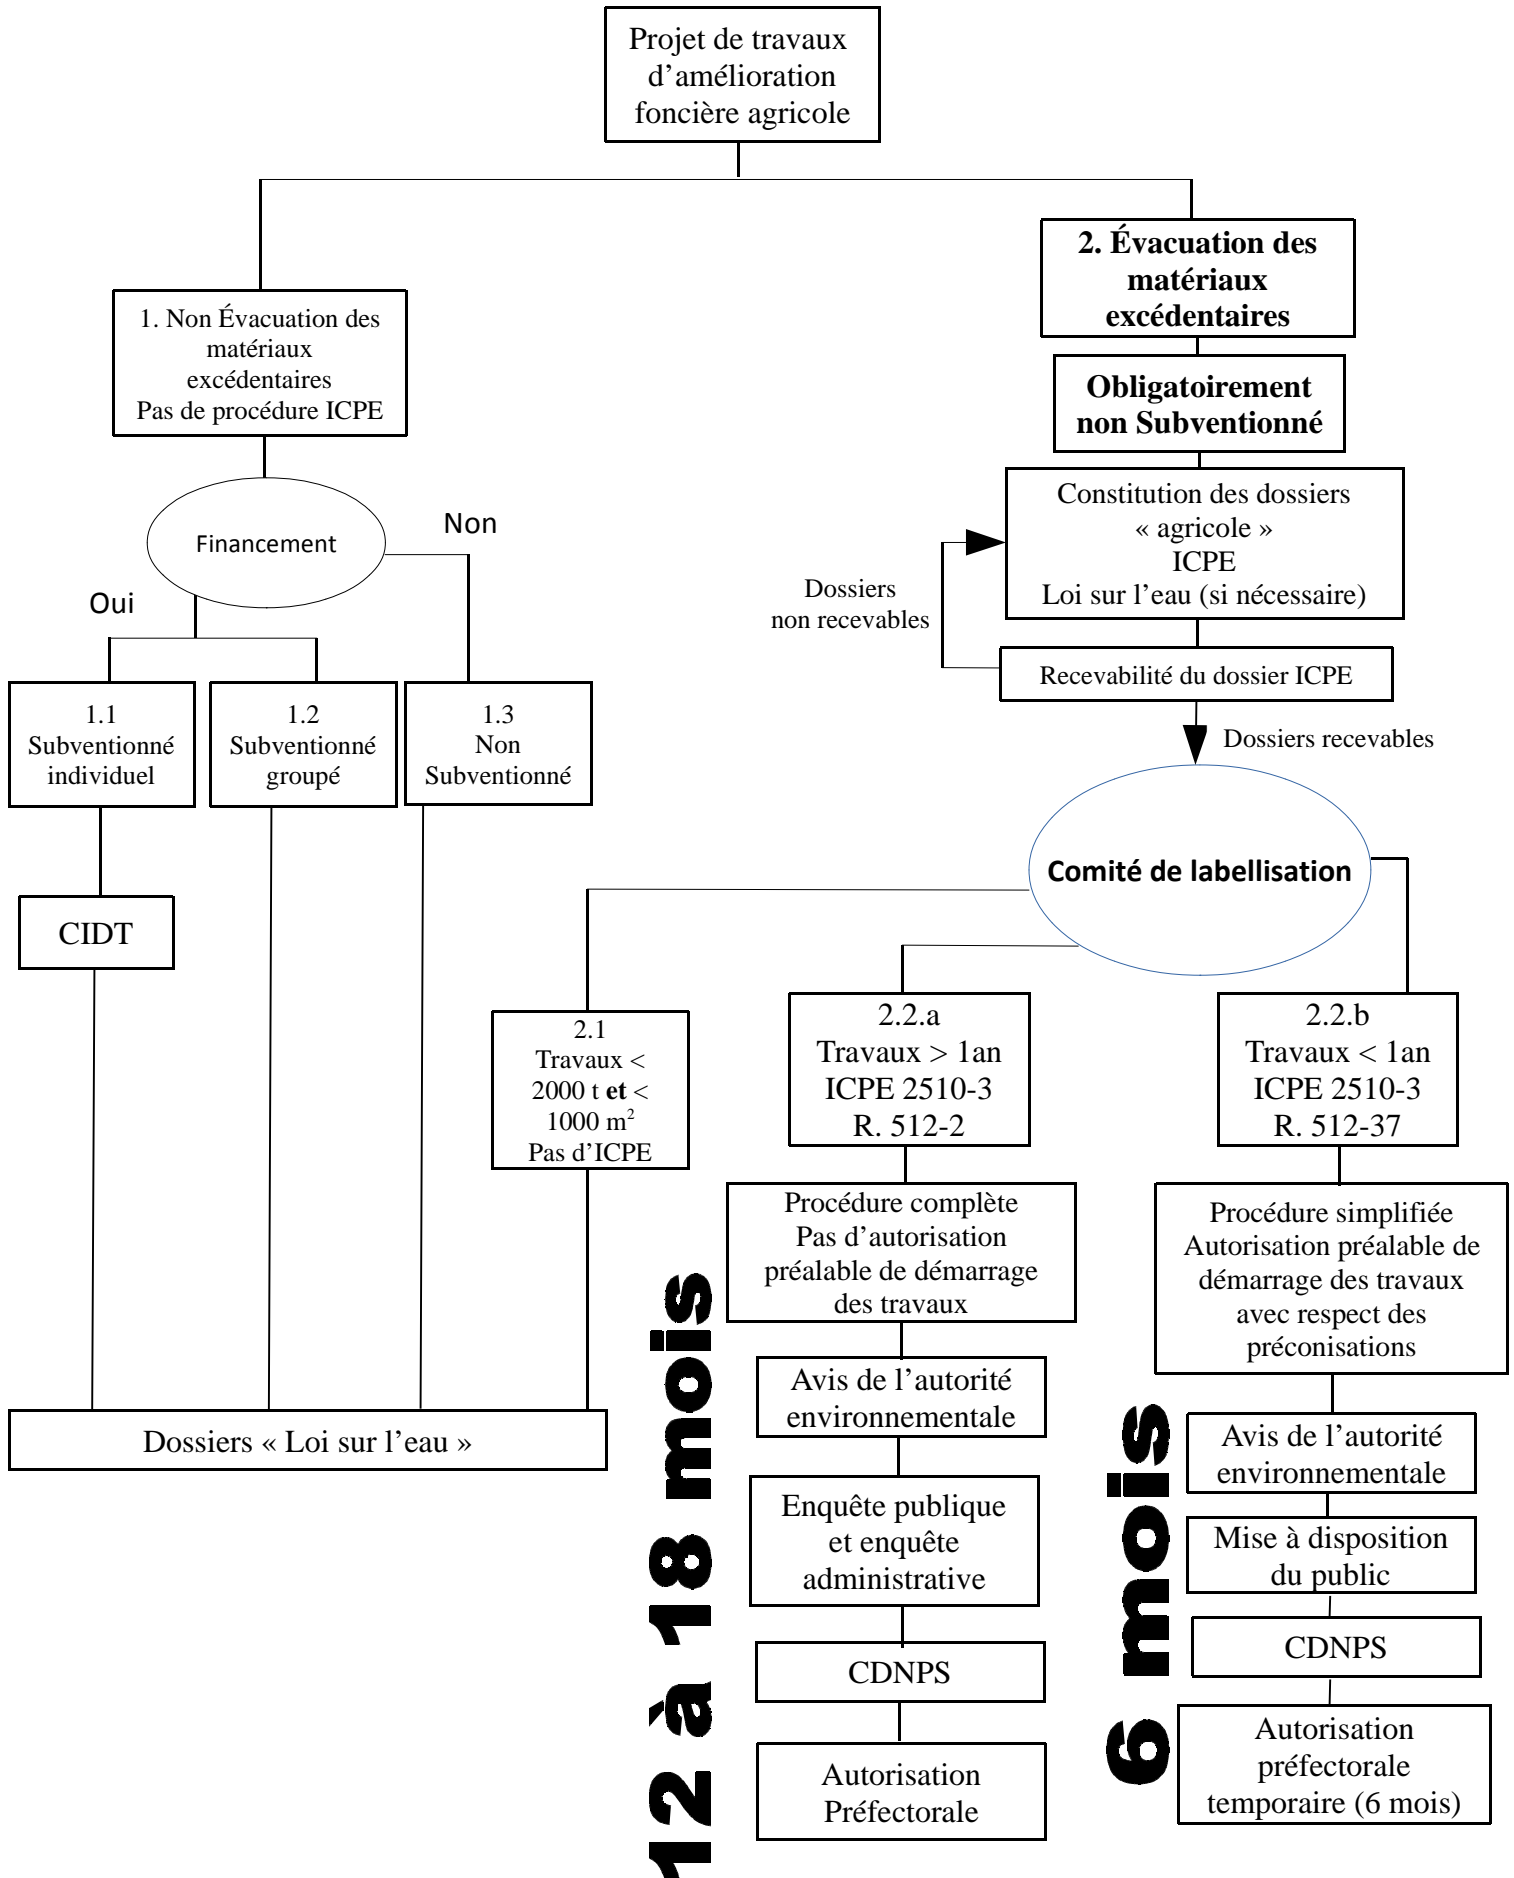 Projet de travaux
d’amélioration
foncière agricole
1. Non Évacuation des
matériaux
excédentaires
Pas de procédure ICPE
Financement
Non
Oui
1.1
Subventionné
individuel
1.2
Subventionné
groupé
1.3
Non
Subventionné
CIDT
Dossiers « Loi sur l’eau »
2. Évacuation des
matériaux
excédentaires
Obligatoirement
non Subventionné
Constitution des dossiers
« agricole »
ICPE
Loi sur l’eau (si nécessaire)
Dossiers
non recevables
Recevabilité du dossier ICPE
Dossiers recevables
Comité de labellisation
2.1
Travaux <
2000 t et <
1000 m²
Pas d’ICPE
2.2.a
Travaux > 1an
ICPE 2510-3
R. 512-2
Procédure complète
Pas d’autorisation
préalable de démarrage
des travaux
Avis de l’autorité
environnementale
Enquête publique
et enquête
administrative
CDNPS
Autorisation
Préfectorale
12 à 18 mois
2.2.b
Travaux < 1an
ICPE 2510-3
R. 512-37
Procédure simplifiée
Autorisation préalable de
démarrage des travaux
avec respect des
préconisations
Avis de l’autorité
environnementale
Mise à disposition
du public
CDNPS
Autorisation
préfectorale
temporaire (6 mois)
6 mois